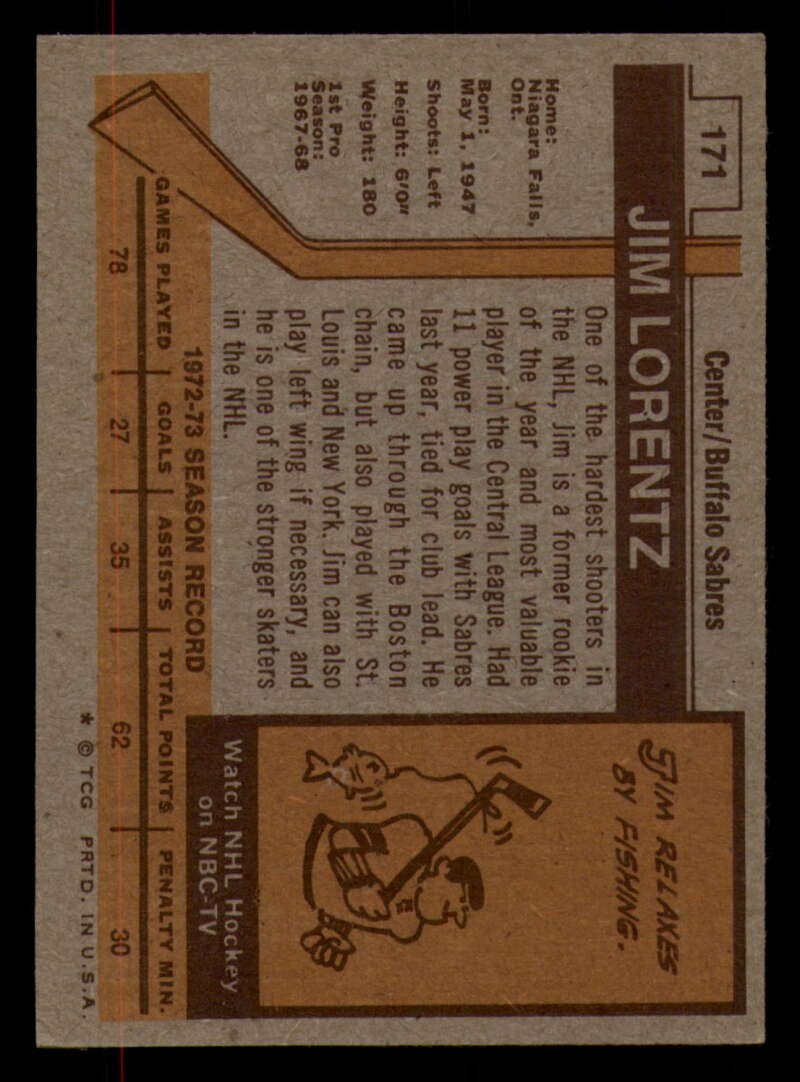 171
Center/Buffalo Sabres
JIM LORENTZ
Home:
Niagara Falls,
Ont.
Born:
May 1, 1947
Shoots: Left
Height: 6'0"
Weight: 180
1st Pro
Season:
1967-68
One of the hardest shooters in
the NHL, Jim is a former rookie
of the year and most valuable
player in the Central League. Had
11 power play goals with Sabres
last year, tied for club lead. He
came up through the Boston
chain, but also played with St.
Louis and New York. Jim can also
play left wing if necessary, and
he is one of the stronger skaters
in the NHL.
JIM RELAXES
BY FISHING.
Watch NHL Hockey
on NBC-TV
1972-73 SEASON RECORD
GAMES PLAYED GOALS ASSISTS TOTAL POINTS PENALTY MIN.
78 27 35 62 30
* © TCG PRTD. IN U.S.A.